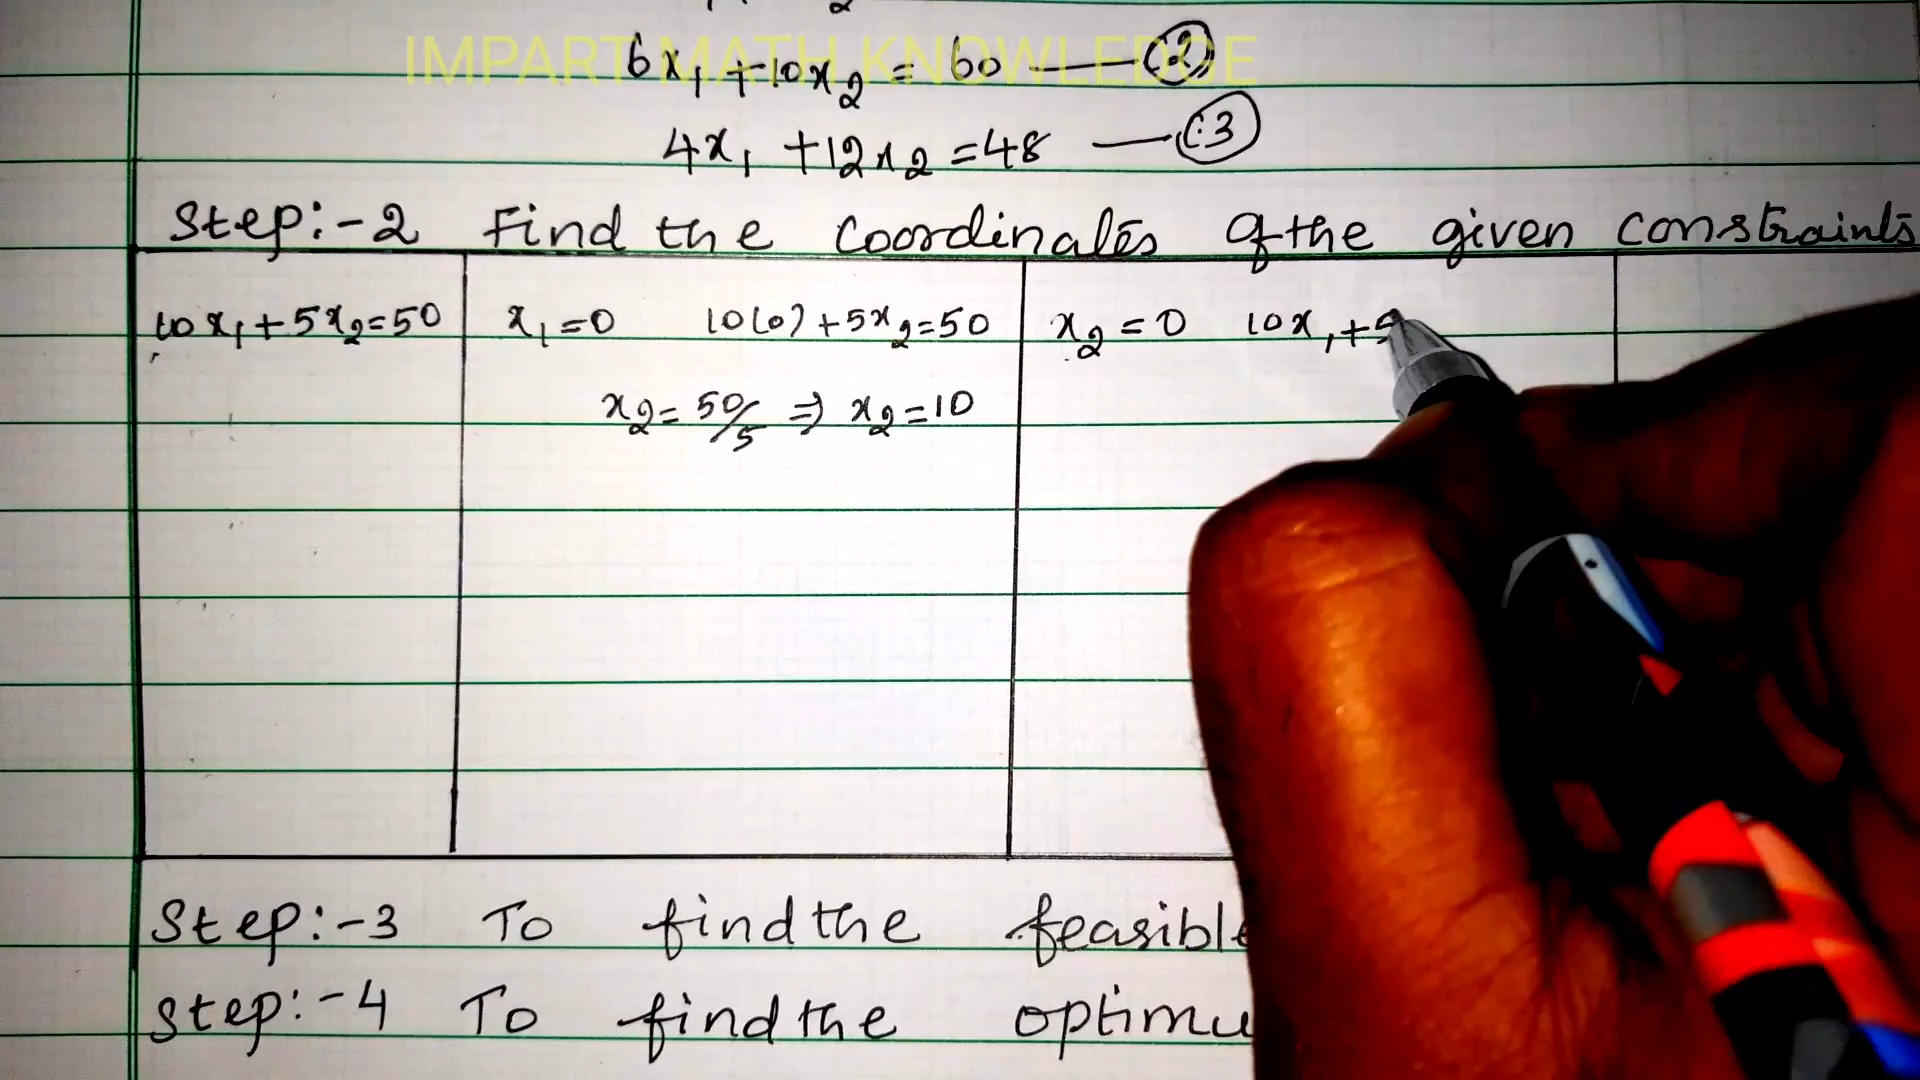 IMPART MATH KNOWLEDGE
6x₁ + 10x₂ = 60 — (2)
4x₁ + 12x₂ = 48 — (3)
Step:-2 Find the Coordinates of the given constraints
10x₁ + 5x₂ = 50 x₁ = 0 10(0) + 5x₂ = 50 x₂ = 0 10x₁ + 5
x₂ = 50/5 ⇒ x₂ = 10
Step:-3 To find the feasible
Step:-4 To find the